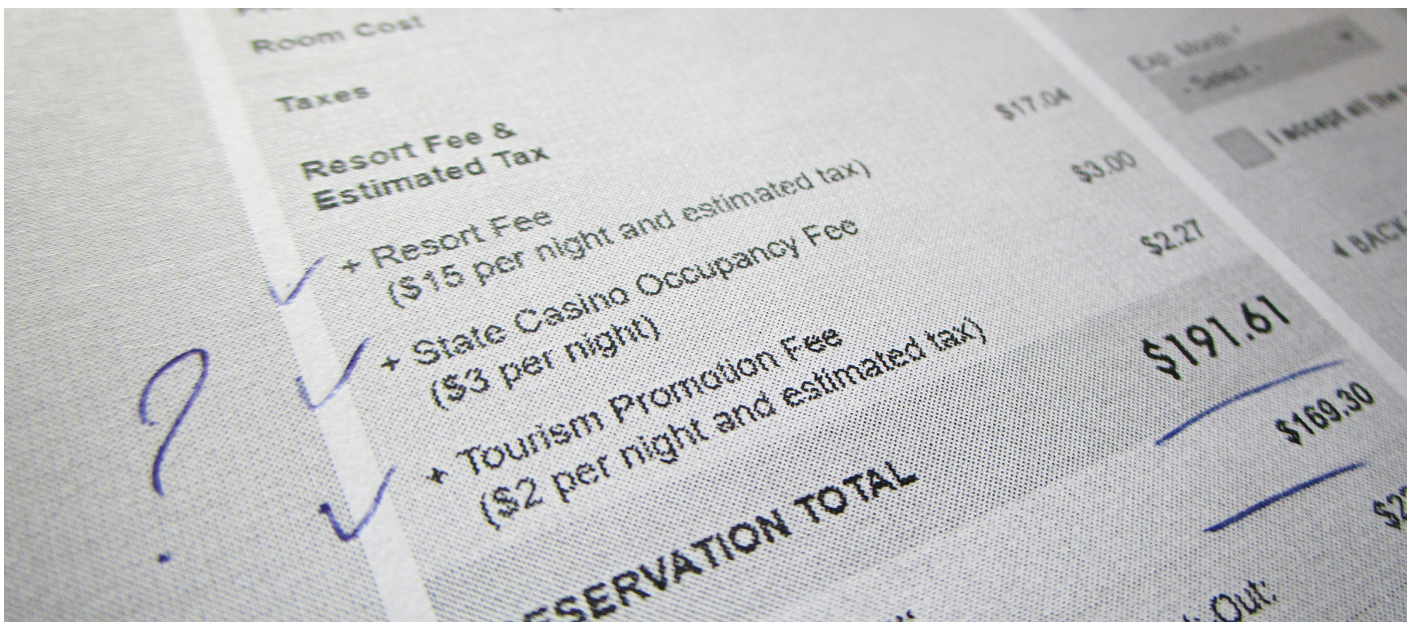 Room Cost
Taxes
Resort Fee &
Estimated Tax
+ Resort Fee
($15 per night and estimated tax)
$17.04
+ State Casino Occupancy Fee
($3 per night)
$3.00
+ Tourism Promotion Fee
($2 per night and estimated tax)
$2.27
RESERVATION TOTAL
$191.61
$169.30
Out:
?
Exp. Month *
- Select -
I accept all the
BACK